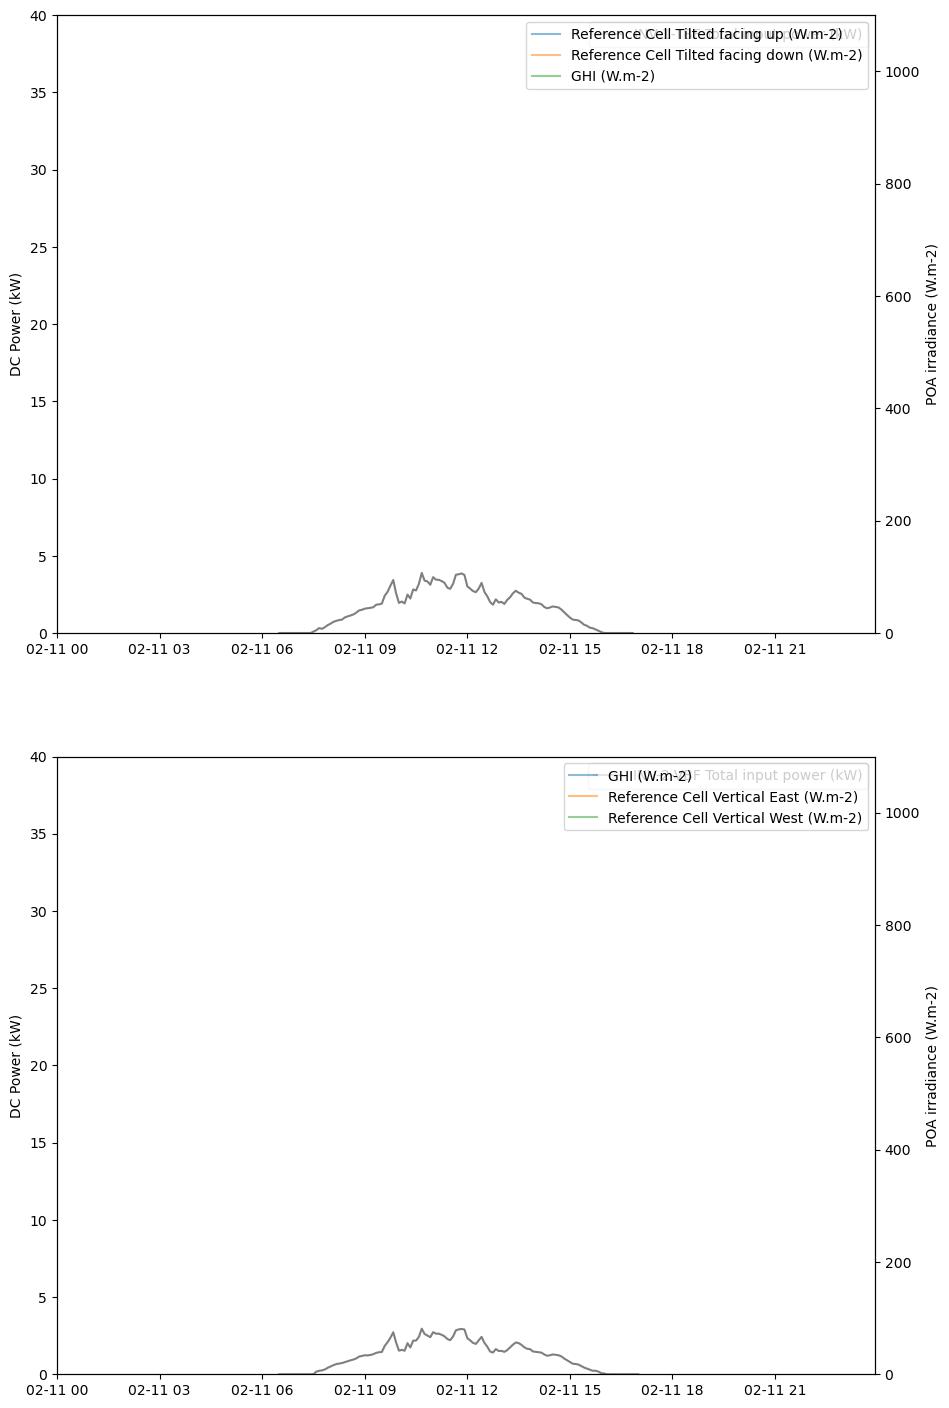 40
35
30
25
20
15
10
5
0
DC Power (kW)
Reference Cell Tilted facing up (W.m-2)
Reference Cell Tilted facing down (W.m-2)
GHI (W.m-2)
1000
800
600
400
200
0
POA irradiance (W.m-2)
02-11 00 02-11 03 02-11 06 02-11 09 02-11 12 02-11 15 02-11 18 02-11 21
40
35
30
25
20
15
10
5
0
DC Power (kW)
GHI (W.m-2)
Total input power (kW)
Reference Cell Vertical East (W.m-2)
Reference Cell Vertical West (W.m-2)
1000
800
600
400
200
0
POA irradiance (W.m-2)
02-11 00 02-11 03 02-11 06 02-11 09 02-11 12 02-11 15 02-11 18 02-11 21